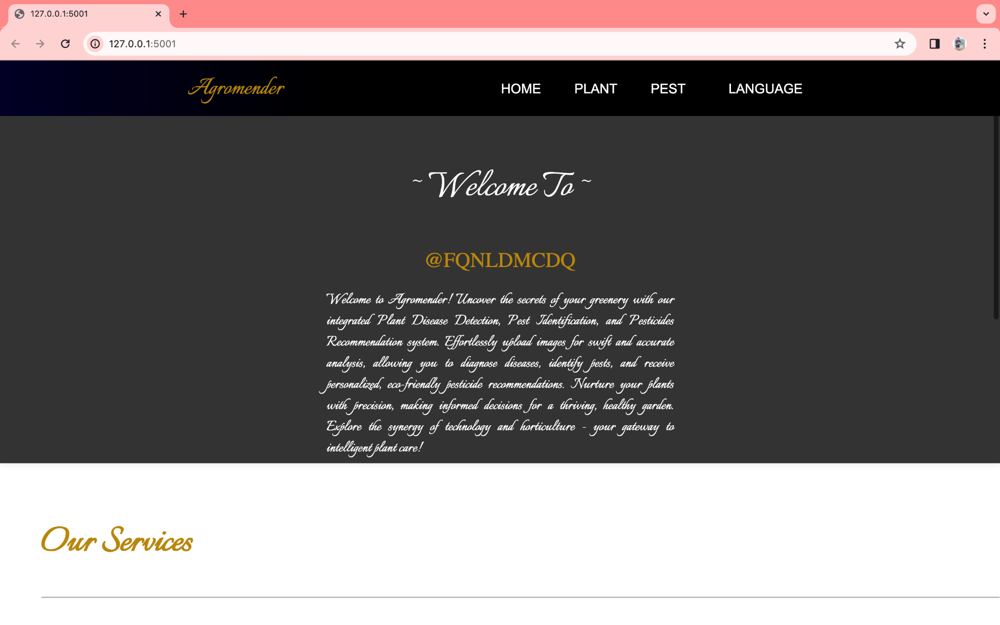 127.0.0.1:5001
127.0.0.1:5001
Agromender HOME PLANT PEST LANGUAGE
~ Welcome To ~
@FQNLDMCDQ
Welcome to Agromender! Uncover the secrets of your greenery with our
integrated Plant Disease Detection, Pest Identification, and Pesticides
Recommendation system. Effortlessly upload images for swift and accurate
analysis, allowing you to diagnose diseases, identify pests, and receive
personalized, eco-friendly pesticide recommendations. Nurture your plants
with precision, making informed decisions for a thriving, healthy garden.
Explore the synergy of technology and horticulture - your gateway to
intelligent plant care!
Our Services